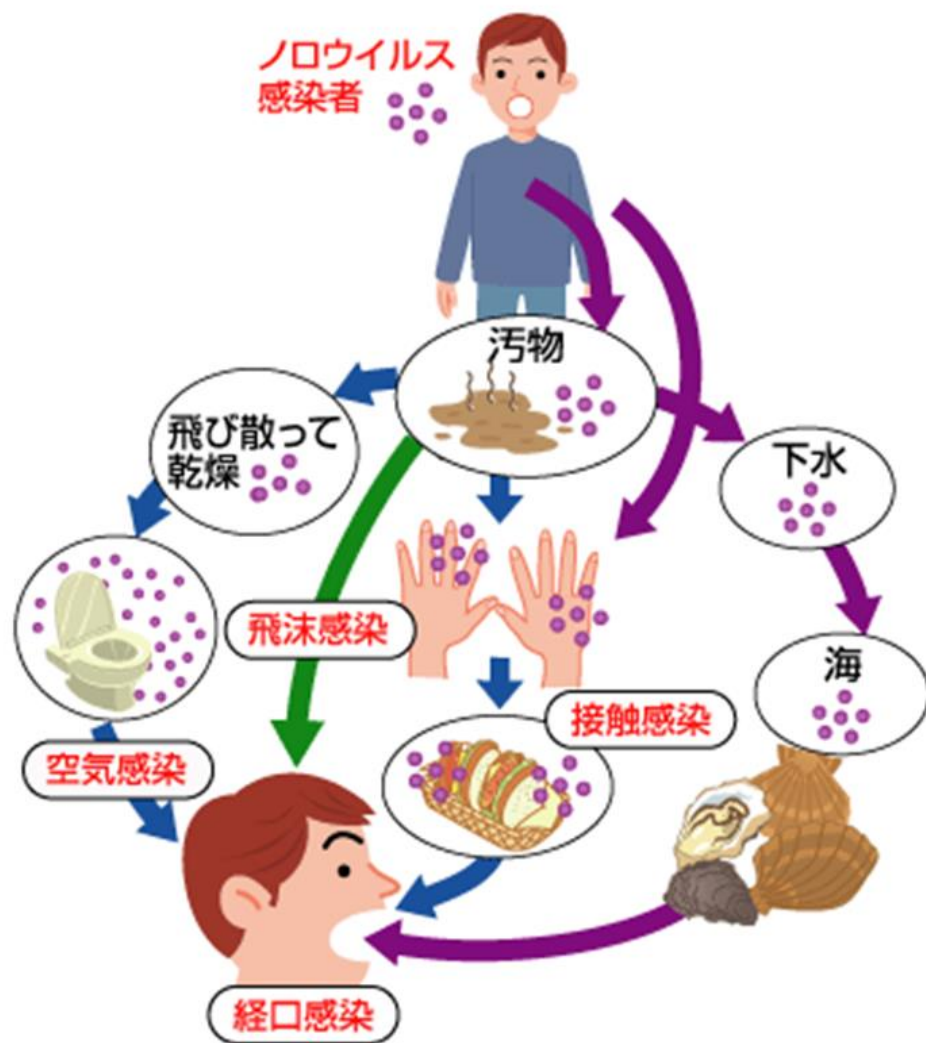 ノロウイルス
感染者
汚物
飛び散って
乾燥
下水
飛沫感染
海
接触感染
空気感染
経口感染